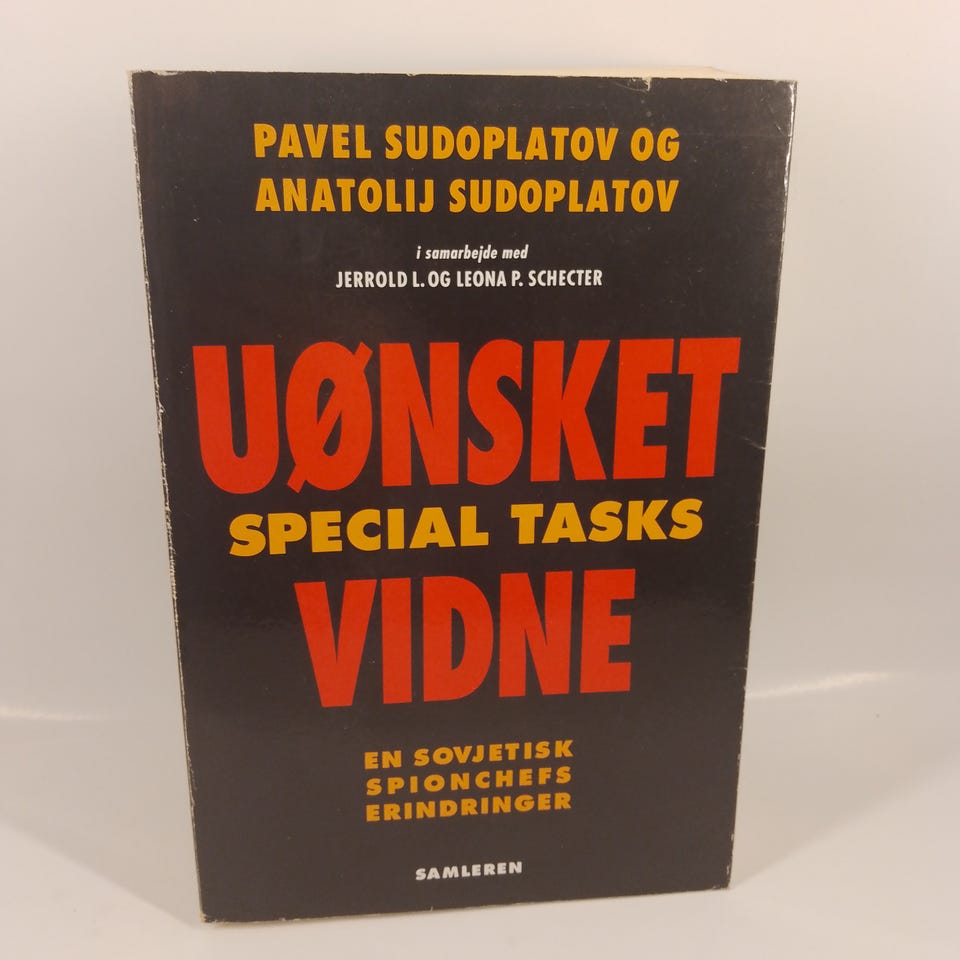 PAVEL SUDOPLATOV OG
ANATOLIJ SUDOPLATOV
i samarbejde med
JERROLD L. OG LEONA P. SCHECTER
UØNSKET
SPECIAL TASKS
VIDNE
EN SOVJETISK
SPIONCHEFS
ERINDRINGER
SAMLEREN